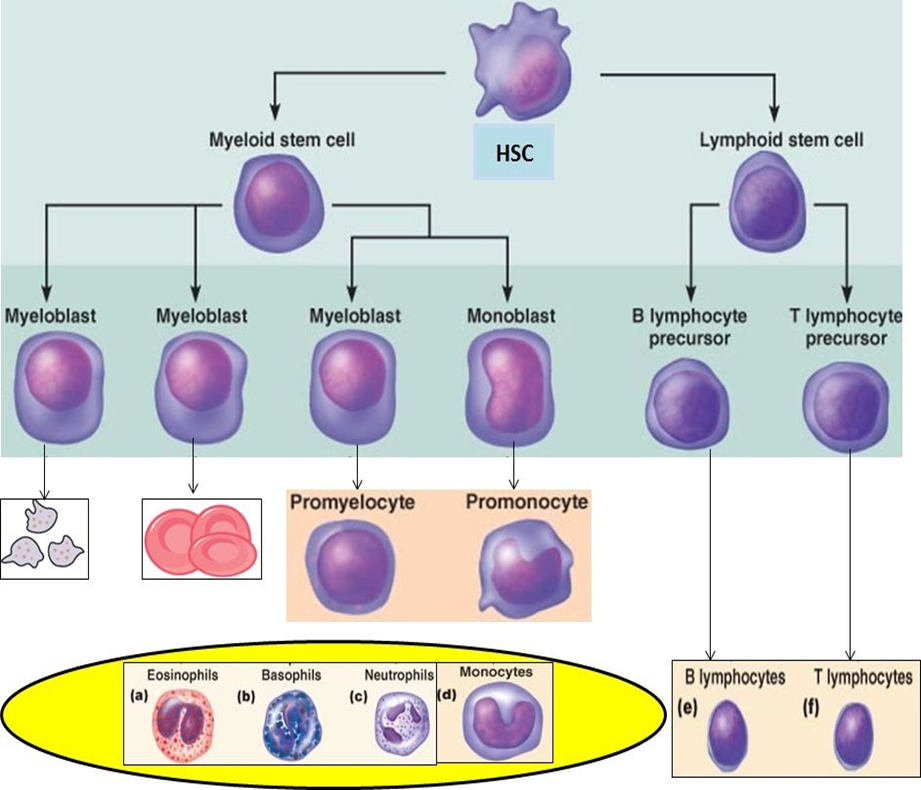 HSC
Myeloid stem cell
Lymphoid stem cell
Myeloblast
Myeloblast
Myeloblast
Monoblast
B lymphocyte
precursor
T lymphocyte
precursor
Promyelocyte
Promonocyte
Eosinophils
(a)
Basophils
(b)
Neutrophils
(c)
Monocytes
(d)
B lymphocytes
(e)
T lymphocytes
(f)